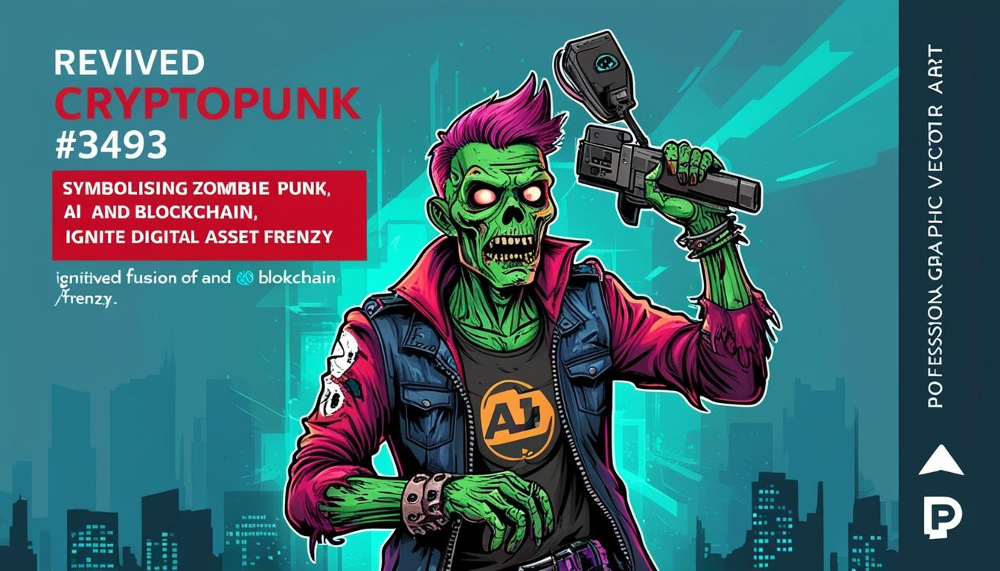 REVIVED
CRYPTOPUNK
#3493
SYMBOLISING ZOMBIE PUNK,
AI AND BLOCKCHAIN,
IGNITE DIGITAL ASSET FRENZY
ignitived fusion of and blokchain
frenzy.
AI
POFESSIONA GRAPHC VECTOTR ART
P